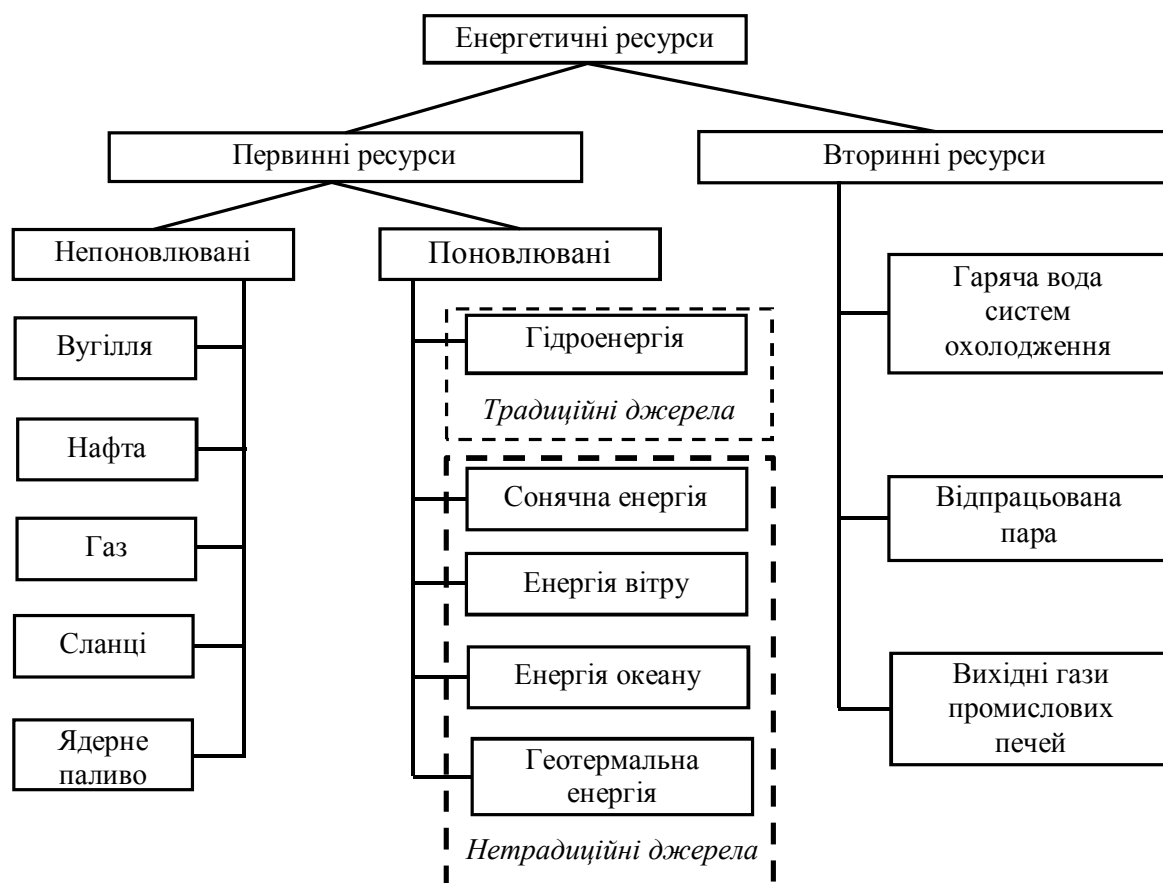 Енергетичні ресурси
Первинні ресурси
Вторинні ресурси
Непоновлювані
Поновлювані
Вугілля
Нафта
Газ
Сланці
Ядерне
паливо
Гідроенергія
Традиційні джерела
Сонячна енергія
Енергія вітру
Енергія океану
Геотермальна
енергія
Нетрадиційні джерела
Гаряча вода
систем
охолодження
Відпрацьована
пара
Вихідні гази
промислових
печей